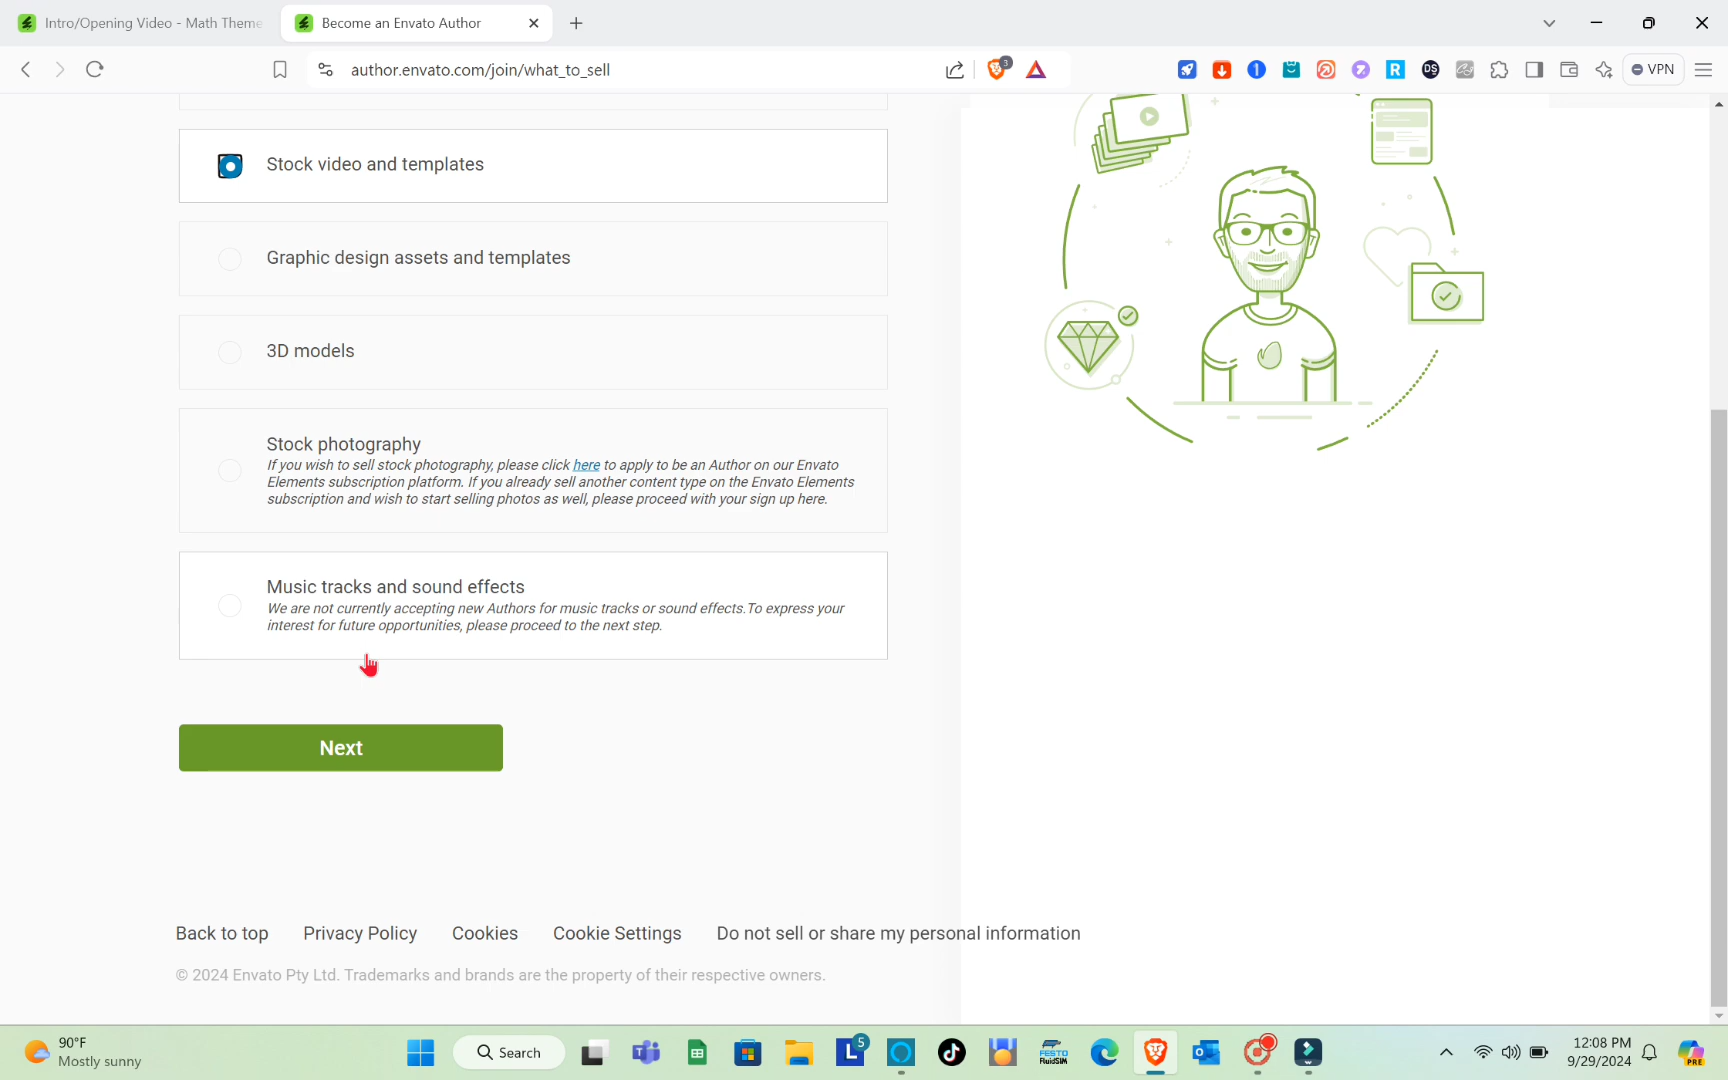 Intro/Opening Video - Math Theme
Become an Envato Author
author.envato.com/join/what_to_sell
3
DS
VPN
Stock video and templates
Graphic design assets and templates
3D models
Stock photography
If you wish to sell stock photography, please click here to apply to be an Author on our Envato
Elements subscription platform. If you already sell another content type on the Envato Elements
subscription and wish to start selling photos as well, please proceed with your sign up here.
Music tracks and sound effects
We are not currently accepting new Authors for music tracks or sound effects.To express your
interest for future opportunities, please proceed to the next step.
Next
Back to top Privacy Policy Cookies Cookie Settings Do not sell or share my personal information
© 2024 Envato Pty Ltd. Trademarks and brands are the property of their respective owners.
90°F
Mostly sunny
Search
L 5
FESTO
FluidSIM
12:08 PM
9/29/2024
PRE